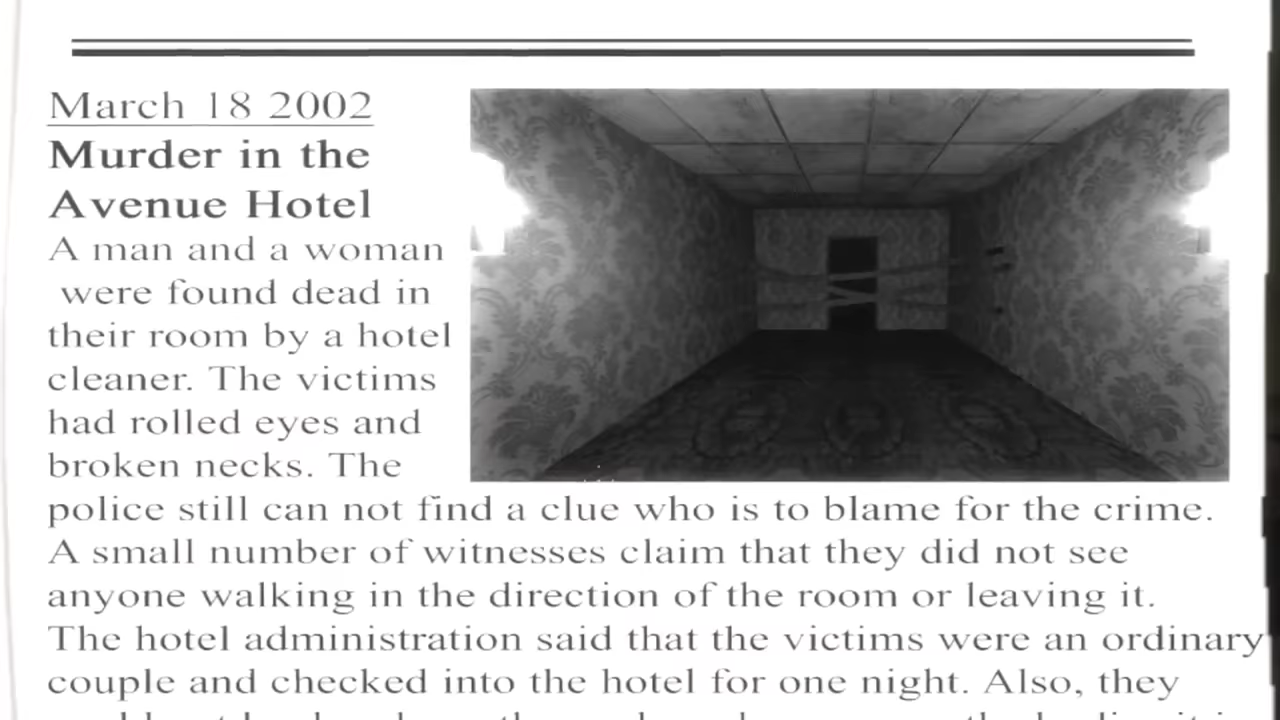 March 18 2002
Murder in the
Avenue Hotel
A man and a woman
were found dead in
their room by a hotel
cleaner. The victims
had rolled eyes and
broken necks. The
police still can not find a clue who is to blame for the crime.
A small number of witnesses claim that they did not see
anyone walking in the direction of the room or leaving it.
The hotel administration said that the victims were an ordinary
couple and checked into the hotel for one night. Also, they